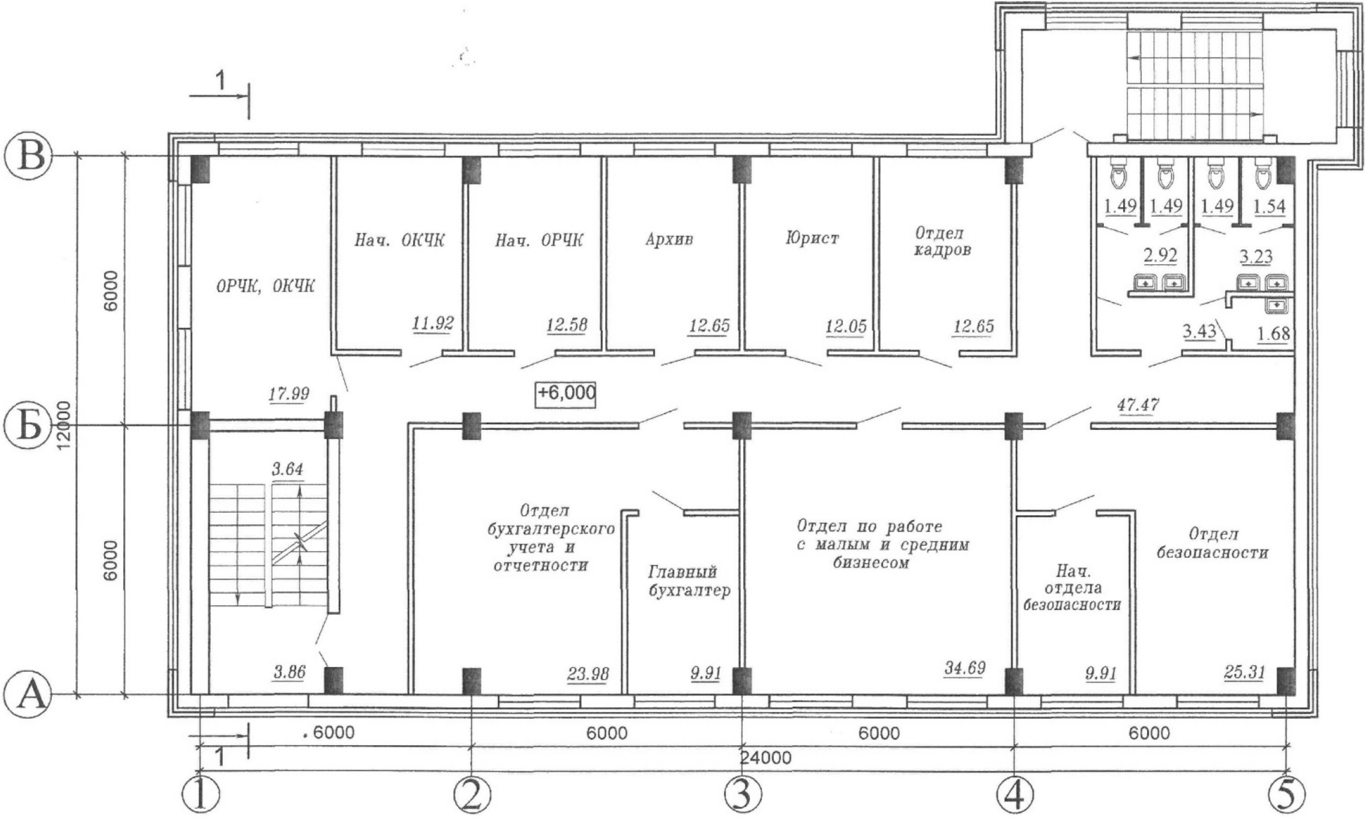 1
В
Б
А
6000
6000
12000
ОРЧК, ОКЧК
17.99
Нач. ОКЧК
11.92
Нач. ОРЧК
12.58
Архив
12.65
Юрист
12.05
Отдел
кадров
12.65
1.49
1.49
1.49
1.54
2.92
3.23
3.43
1.68
+6,000
47.47
3.64
3.86
Отдел
бухгалтерского
учета и
отчетности
23.98
Главный
бухгалтер
9.91
Отдел по работе
с малым и средним
бизнесом
34.69
Нач.
отдела
безопасности
9.91
Отдел
безопасности
25.31
1
6000
6000
6000
6000
24000
1
2
3
4
5